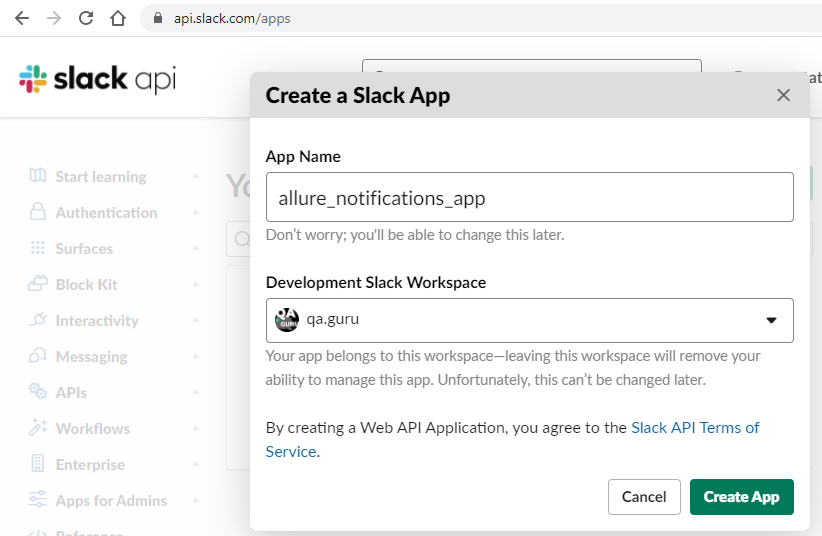 api.slack.com/apps
slack api
Create a Slack App
App Name
allure_notifications_app
Don't worry; you'll be able to change this later.
Development Slack Workspace
QA GURU qa.guru
Your app belongs to this workspace—leaving this workspace will remove your
ability to manage this app. Unfortunately, this can't be changed later.
By creating a Web API Application, you agree to the Slack API Terms of
Service.
Cancel Create App
Start learning
Authentication
Surfaces
Block Kit
Interactivity
Messaging
APIs
Workflows
Enterprise
Apps for Admins